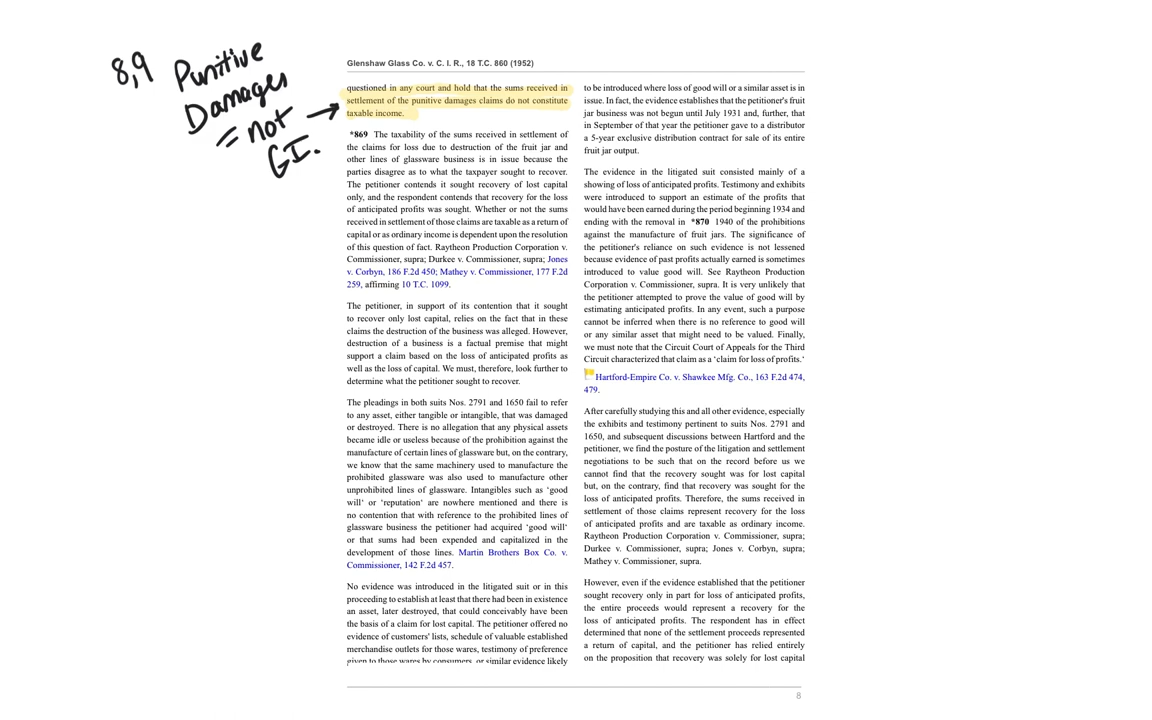 8,9 Punitive
Damages
= not
GI.
Glenshaw Glass Co. v. C. I. R., 18 T.C. 860 (1952)
questioned in any court and hold that the sums received in
settlement of the punitive damages claims do not constitute
taxable income.
*869 The taxability of the sums received in settlement of
the claims for loss due to destruction of the fruit jar and
other lines of glassware business is in issue because the
parties disagree as to what the taxpayer sought to recover.
The petitioner contends it sought recovery of lost capital
only, and the respondent contends that recovery for the loss
of anticipated profits was sought. Whether or not the sums
received in settlement of those claims are taxable as a return of
capital or as ordinary income is dependent upon the resolution
of this question of fact. Raytheon Production Corporation v.
Commissioner, supra; Durkee v. Commissioner, supra; Jones
v. Corbyn, 186 F.2d 450; Mathey v. Commissioner, 177 F.2d
259, affirming 10 T.C. 1099.
The petitioner, in support of its contention that it sought
to recover only lost capital, relies on the fact that in these
claims the destruction of the business was alleged. However,
destruction of a business is a factual premise that might
support a claim based on the loss of anticipated profits as
well as the loss of capital. We must, therefore, look further to
determine what the petitioner sought to recover.
The pleadings in both suits Nos. 2791 and 1650 fail to refer
to any asset, either tangible or intangible, that was damaged
or destroyed. There is no allegation that any physical assets
became idle or useless because of the prohibition against the
manufacture of certain lines of glassware but, on the contrary,
we know that the same machinery used to manufacture the
prohibited glassware was also used to manufacture other
unprohibited lines of glassware. Intangibles such as ‘good
will‘ or ‘reputation‘ are nowhere mentioned and there is
no contention that with reference to the prohibited lines of
glassware business the petitioner had acquired ‘good will‘
or that sums had been expended and capitalized in the
development of those lines. Martin Brothers Box Co. v.
Commissioner, 142 F.2d 457.
No evidence was introduced in the litigated suit or in this
proceeding to establish at least that there had been in existence
an asset, later destroyed, that could conceivably have been
the basis of a claim for lost capital. The petitioner offered no
evidence of customers' lists, schedule of valuable established
merchandise outlets for those wares, testimony of preference
given to those wares by consumers, or similar evidence likely
to be introduced where loss of good will or a similar asset is in
issue. In fact, the evidence establishes that the petitioner's fruit
jar business was not begun until July 1931 and, further, that
in September of that year the petitioner gave to a distributor
a 5-year exclusive distribution contract for sale of its entire
fruit jar output.
The evidence in the litigated suit consisted mainly of a
showing of loss of anticipated profits. Testimony and exhibits
were introduced to support an estimate of the profits that
would have been earned during the period beginning 1934 and
ending with the removal in *870 1940 of the prohibitions
against the manufacture of fruit jars. The significance of
the petitioner's reliance on such evidence is not lessened
because evidence of past profits actually earned is sometimes
introduced to value good will. See Raytheon Production
Corporation v. Commissioner, supra. It is very unlikely that
the petitioner attempted to prove the value of good will by
estimating anticipated profits. In any event, such a purpose
cannot be inferred when there is no reference to good will
or any similar asset that might need to be valued. Finally,
we must note that the Circuit Court of Appeals for the Third
Circuit characterized that claim as a ‘claim for loss of profits.‘
Hartford-Empire Co. v. Shawkee Mfg. Co., 163 F.2d 474,
479.
After carefully studying this and all other evidence, especially
the exhibits and testimony pertinent to suits Nos. 2791 and
1650, and subsequent discussions between Hartford and the
petitioner, we find the posture of the litigation and settlement
negotiations to be such that on the record before us we
cannot find that the recovery sought was for lost capital
but, on the contrary, find that recovery was sought for the
loss of anticipated profits. Therefore, the sums received in
settlement of those claims represent recovery for the loss
of anticipated profits and are taxable as ordinary income.
Raytheon Production Corporation v. Commissioner, supra;
Durkee v. Commissioner, supra; Jones v. Corbyn, supra;
Mathey v. Commissioner, supra.
However, even if the evidence established that the petitioner
sought recovery only in part for loss of anticipated profits,
the entire proceeds would represent a recovery for the
loss of anticipated profits. The respondent has in effect
determined that none of the settlement proceeds represented
a return of capital, and the petitioner has relied entirely
on the proposition that recovery was solely for lost capital
8